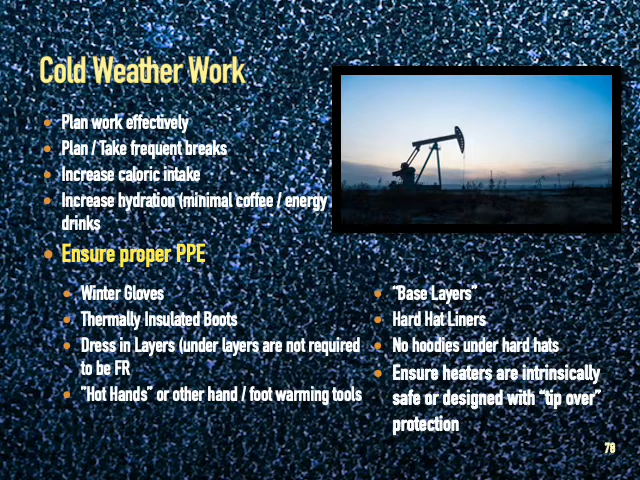 Cold Weather Work
Plan work effectively
Plan / Take frequent breaks
Increase caloric intake
Increase hydration (minimal coffee / energy
drinks
Ensure proper PPE
Winter Gloves
Thermally Insulated Boots
Dress in Layers (under layers are not required
to be FR
"Hot Hands" or other hand / foot warming tools
"Base Layers"
Hard Hat Liners
No hoodies under hard hats
Ensure heaters are intrinsically
safe or designed with "tip over"
protection
78